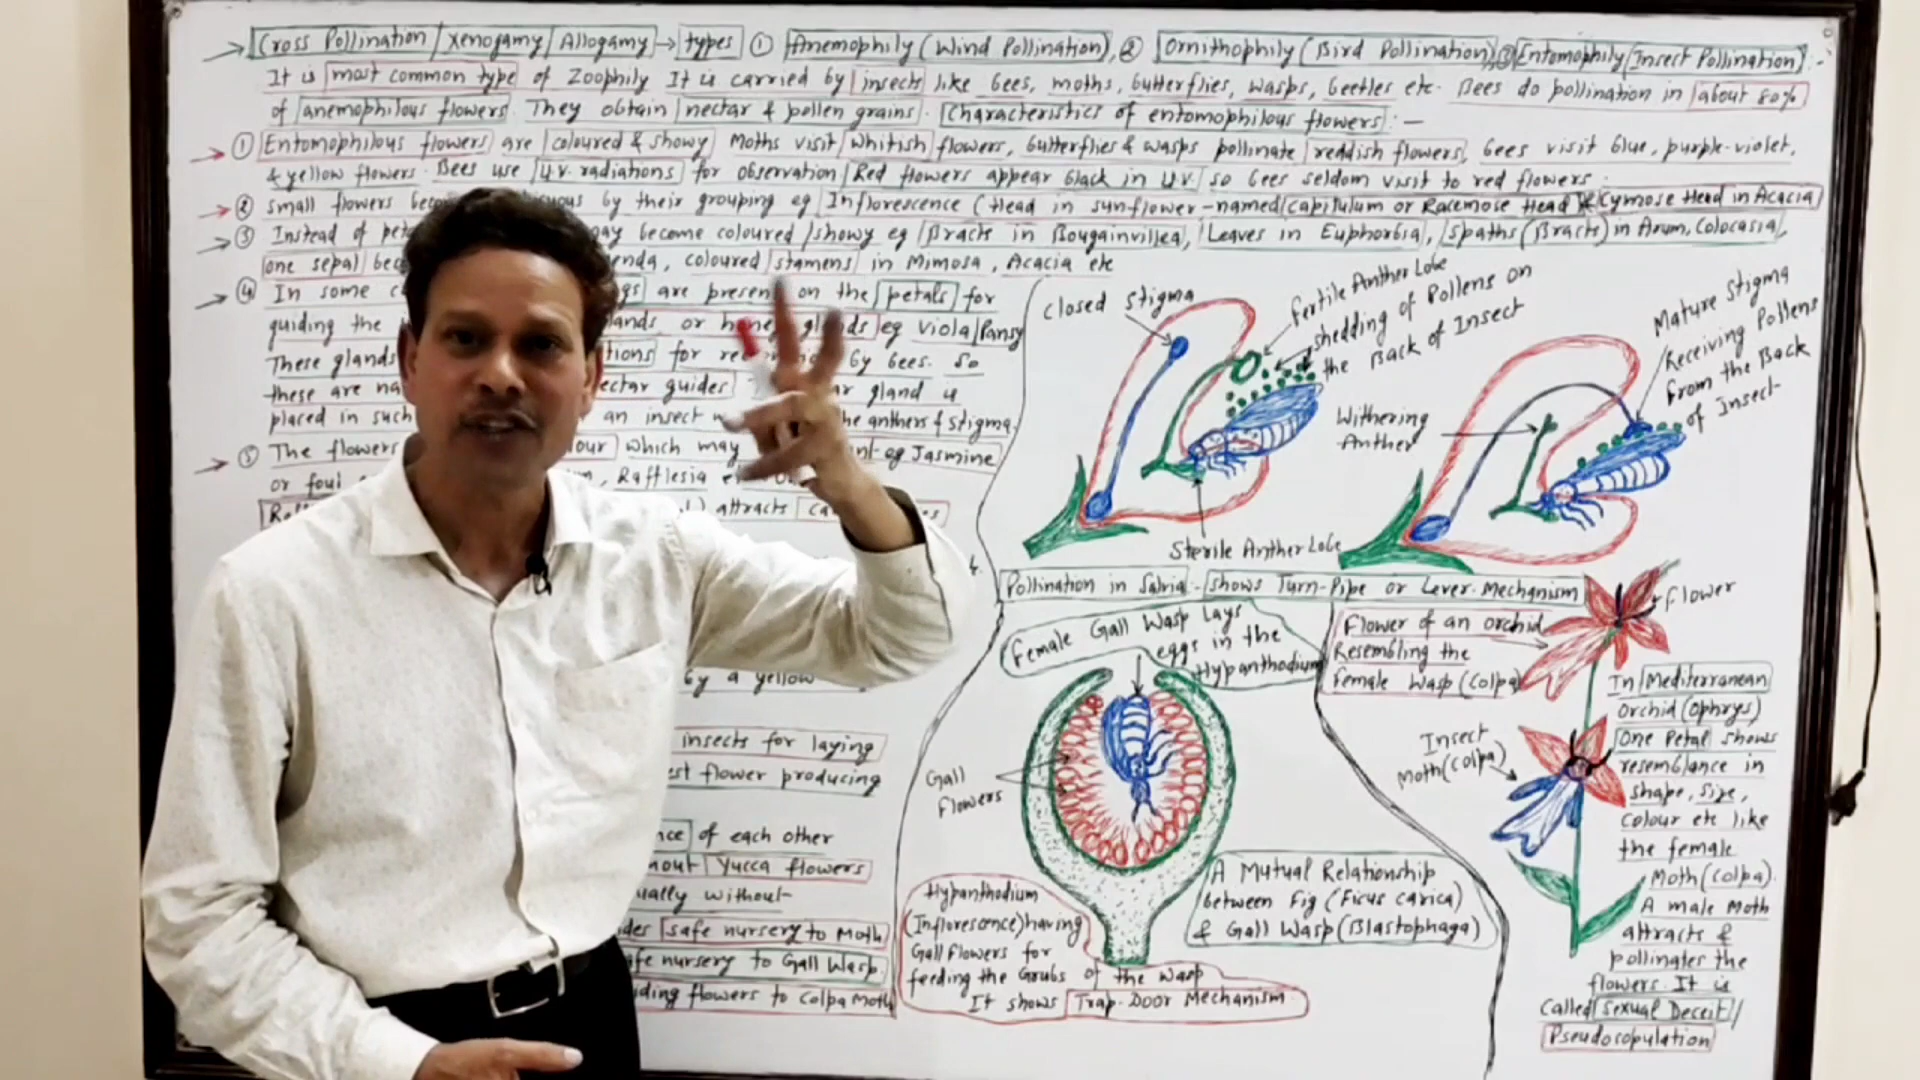 Cross Pollination/Xenogamy/Allogamy → types ① Anemophily (Wind Pollination), ② Ornithophily (Bird Pollination), ③ Entomophily/Insect Pollination) :-
It is most common type of Zoophily It is carried by insects like bees, moths, butterflies, wasps, beetles etc. Bees do pollination in about 80%
of anemophilous flowers. They obtain nectar & pollen grains. Characteristics of entomophilous flowers :-
① Entomophilous flowers are coloured & showy Moths visit whitish flowers, butterflies & wasps pollinate reddish flowers, bees visit blue, purple-violet,
& yellow flowers. Bees use U.V. radiations for observation Red flowers appear black in U.V. so bees seldom visit to red flowers.
② Small flowers by their grouping eg Inflorescence (Head in sunflower-named Capitulum or Racemose Head & Cymose Head in Acacia)
③ Instead of become coloured/showy eg Bracts in Bougainvillea, Leaves in Euphorbia, Spaths (Bracts) in Arum, Colocasia,
one sepal coloured stamens in Mimosa, Acacia etc
④ In some are present on the petals for
guiding the or eg Viola/Pansy
These glands for by bees. So
these are gland is
placed in such an insect the anthers & stigma.
⑤ The flowers which may eg Jasmine
or foul , Rafflesia
attracts
by a yellow
insects for laying
flower producing
of each other
Yucca flowers
without-
safe nursery to Moth
nursery to Gall Wasp.
flowers to Colpa Moth
Closed Stigma
Fertile Anther Lobe
shedding of Pollens on
the Back of Insect
Sterile Anther Lobe
Withering
Anther
Mature Stigma
Receiving Pollens
from the Back
of Insect
Pollination in Salvia - shows Turn-Pipe or Lever Mechanism
Female Gall Wasp Lays
eggs in the
Hypanthodium
Gall
Flowers
Hypanthodium
(Inflorescence) having
Gall Flowers for
feeding the Grubs of the wasp
It shows Trap-Door Mechanism.
A Mutual Relationship
between Fig (Ficus carica)
& Gall Wasp (Blastophaga)
Flower of an orchid
Resembling the
Female Wasp (Colpa)
Flower
Insect
Moth (Colpa)
In Mediterranean
Orchid (Ophrys)
One Petal shows
resemblance in
shape, Size,
Colour etc like
the female
Moth (Colpa).
A male Moth
attracts &
pollinates the
flowers. It is
Called Sexual Deceit/
Pseudocopulation